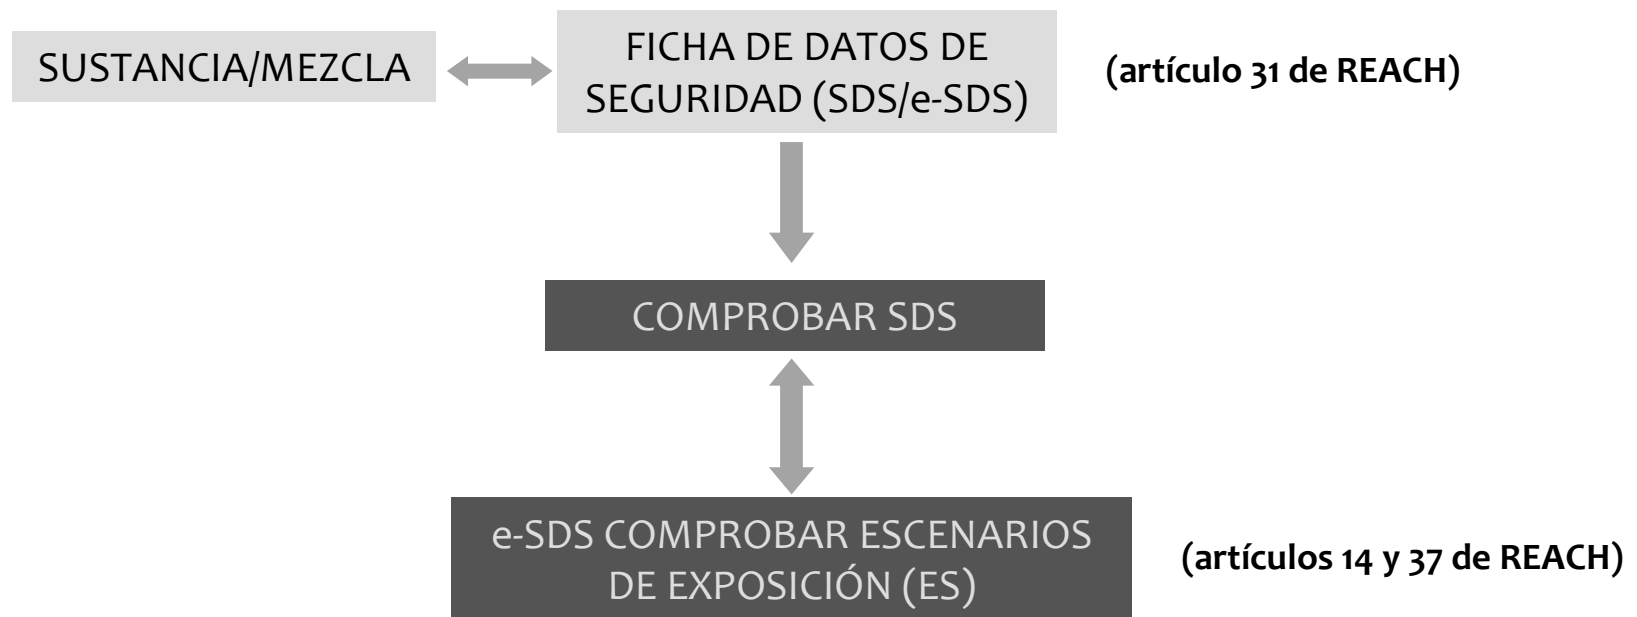 SUSTANCIA/MEZCLA
FICHA DE DATOS DE
SEGURIDAD (SDS/e-SDS)
(artículo 31 de REACH)
COMPROBAR SDS
e-SDS COMPROBAR ESCENARIOS
DE EXPOSICIÓN (ES)
(artículos 14 y 37 de REACH)